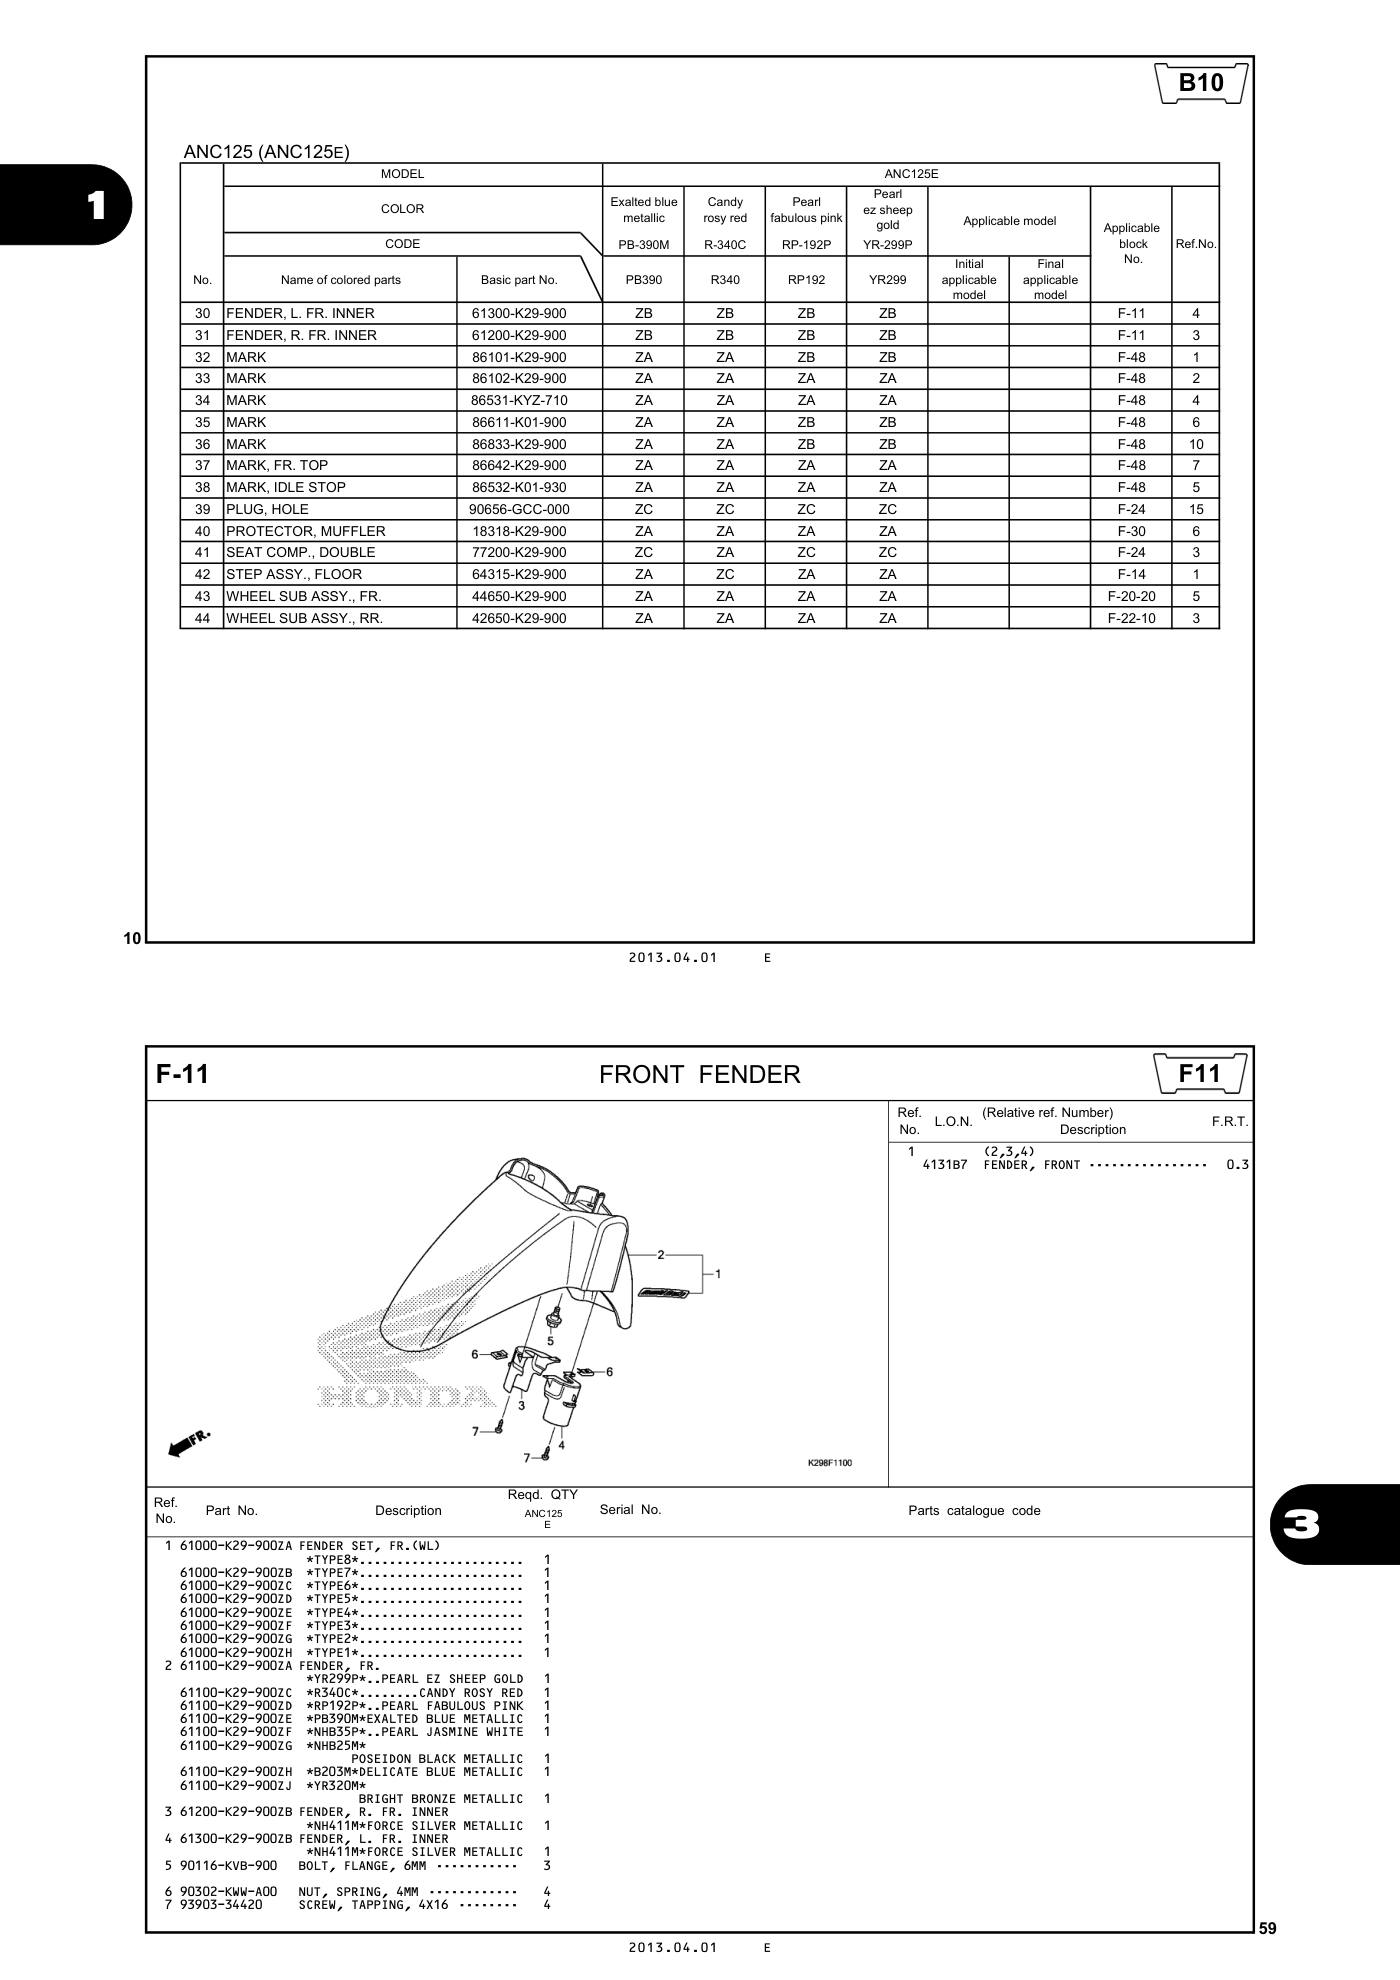 B10
1
ANC125 (ANC125E)
MODEL ANC125E
COLOR Exalted blue metallic Candy rosy red Pearl fabulous pink Pearl ez sheep gold Applicable model Applicable block No. Ref.No.
CODE PB-390M R-340C RP-192P YR-299P
No. Name of colored parts Basic part No. PB390 R340 RP192 YR299 Initial applicable model Final applicable model
30 FENDER, L. FR. INNER 61300-K29-900 ZB ZB ZB ZB F-11 4
31 FENDER, R. FR. INNER 61200-K29-900 ZB ZB ZB ZB F-11 3
32 MARK 86101-K29-900 ZA ZA ZB ZB F-48 1
33 MARK 86102-K29-900 ZA ZA ZA ZA F-48 2
34 MARK 86531-KYZ-710 ZA ZA ZA ZA F-48 4
35 MARK 86611-K01-900 ZA ZA ZB ZB F-48 6
36 MARK 86833-K29-900 ZA ZA ZB ZB F-48 10
37 MARK, FR. TOP 86642-K29-900 ZA ZA ZA ZA F-48 7
38 MARK, IDLE STOP 86532-K01-930 ZA ZA ZA ZA F-48 5
39 PLUG, HOLE 90656-GCC-000 ZC ZC ZC ZC F-24 15
40 PROTECTOR, MUFFLER 18318-K29-900 ZA ZA ZA ZA F-30 6
41 SEAT COMP., DOUBLE 77200-K29-900 ZC ZA ZC ZC F-24 3
42 STEP ASSY., FLOOR 64315-K29-900 ZA ZC ZA ZA F-14 1
43 WHEEL SUB ASSY., FR. 44650-K29-900 ZA ZA ZA ZA F-20-20 5
44 WHEEL SUB ASSY., RR. 42650-K29-900 ZA ZA ZA ZA F-22-10 3
10
2013.04.01 E
F-11 FRONT FENDER F11
Ref. No. L.O.N. (Relative ref. Number) Description F.R.T.
1 (2,3,4)
4131B7 FENDER, FRONT ················ 0.3
2
1
5
6
6
3
7
4
7
HONDA
FR.
K298F1100
Ref. No. Part No. Description Reqd. QTY ANC125 E Serial No. Parts catalogue code
3
1 61000-K29-900ZA FENDER SET, FR.(WL)
*TYPE8*...................... 1
61000-K29-900ZB *TYPE7*...................... 1
61000-K29-900ZC *TYPE6*...................... 1
61000-K29-900ZD *TYPE5*...................... 1
61000-K29-900ZE *TYPE4*...................... 1
61000-K29-900ZF *TYPE3*...................... 1
61000-K29-900ZG *TYPE2*...................... 1
61000-K29-900ZH *TYPE1*...................... 1
2 61100-K29-900ZA FENDER, FR.
*YR299P*..PEARL EZ SHEEP GOLD 1
61100-K29-900ZC *R340C*........CANDY ROSY RED 1
61100-K29-900ZD *RP192P*..PEARL FABULOUS PINK 1
61100-K29-900ZE *PB390M*EXALTED BLUE METALLIC 1
61100-K29-900ZF *NHB35P*..PEARL JASMINE WHITE 1
61100-K29-900ZG *NHB25M*
POSEIDON BLACK METALLIC 1
61100-K29-900ZH *B203M*DELICATE BLUE METALLIC 1
61100-K29-900ZJ *YR320M*
BRIGHT BRONZE METALLIC 1
3 61200-K29-900ZB FENDER, R. FR. INNER
*NH411M*FORCE SILVER METALLIC 1
4 61300-K29-900ZB FENDER, L. FR. INNER
*NH411M*FORCE SILVER METALLIC 1
5 90116-KVB-900 BOLT, FLANGE, 6MM ··········· 3
6 90302-KWW-A00 NUT, SPRING, 4MM ············ 4
7 93903-34420 SCREW, TAPPING, 4X16 ········ 4
59
2013.04.01 E